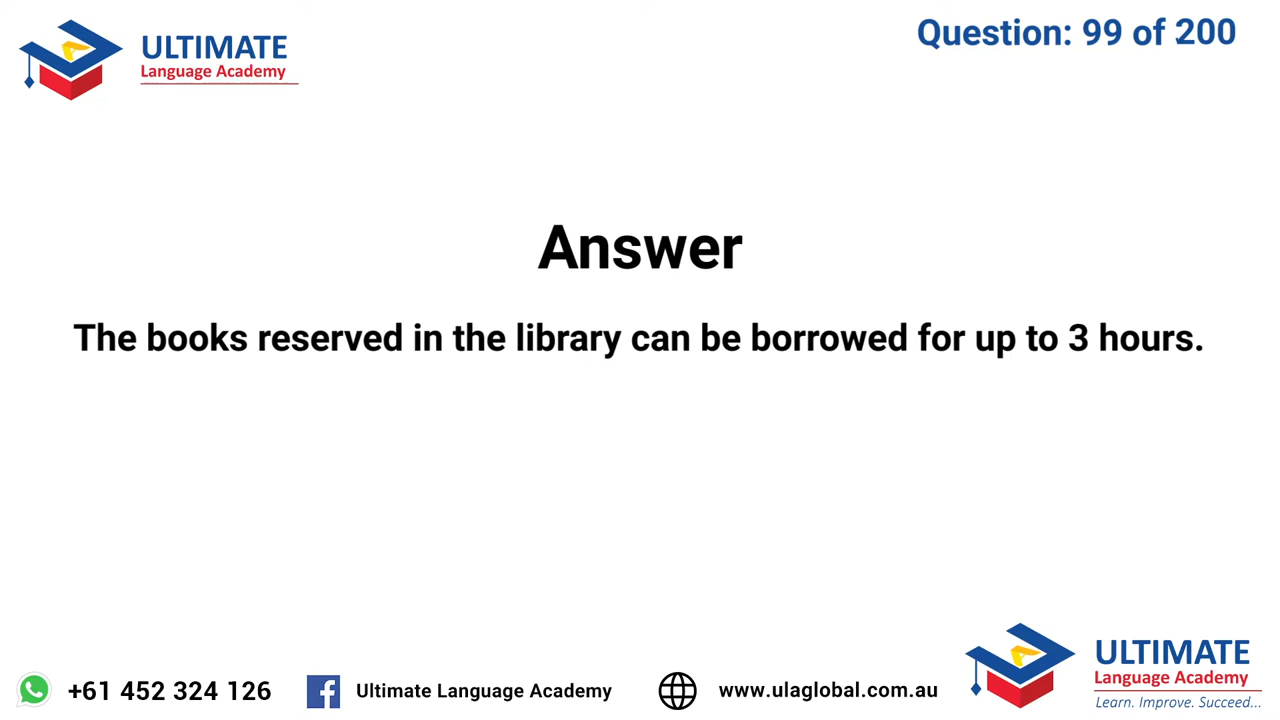 ULTIMATE
Language Academy
Question: 99 of 200
Answer
The books reserved in the library can be borrowed for up to 3 hours.
+61 452 324 126
Ultimate Language Academy
www.ulaglobal.com.au
ULTIMATE
Language Academy
Learn. Improve. Succeed...